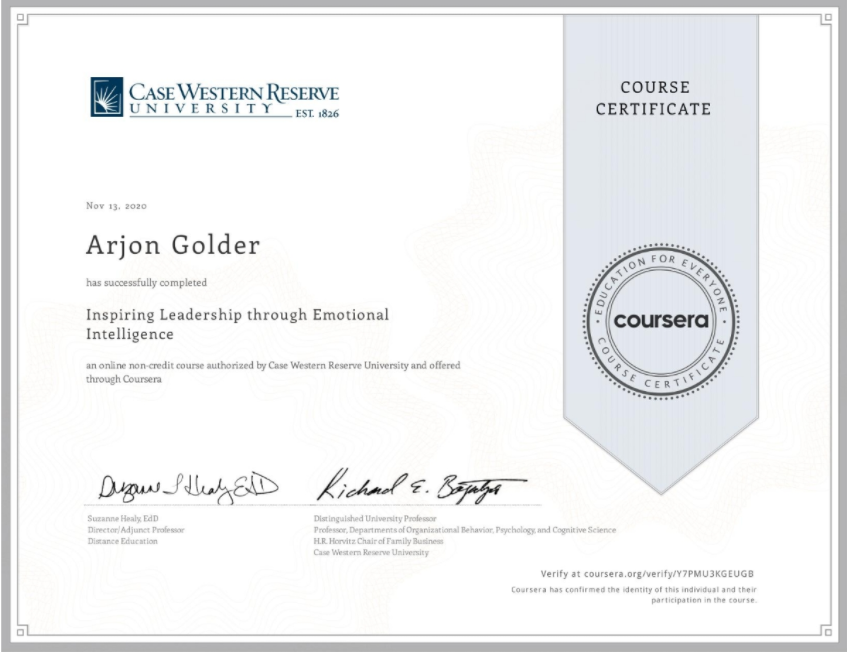 CASE WESTERN RESERVE
UNIVERSITY EST. 1826
COURSE
CERTIFICATE
Nov 13, 2020
Arjon Golder
has successfully completed
Inspiring Leadership through Emotional
Intelligence
an online non-credit course authorized by Case Western Reserve University and offered
through Coursera
EDUCATION FOR EVERYONE
coursera
COURSE CERTIFICATE
Suzanne Healy, EdD
Director/Adjunct Professor
Distance Education
Richard E.
Distinguished University Professor
Professor, Departments of Organizational Behavior, Psychology, and Cognitive Science
H.R. Horvitz Chair of Family Business
Case Western Reserve University
Verify at coursera.org/verify/Y7PMU3KGEUGB
Coursera has confirmed the identity of this individual and their
participation in the course.